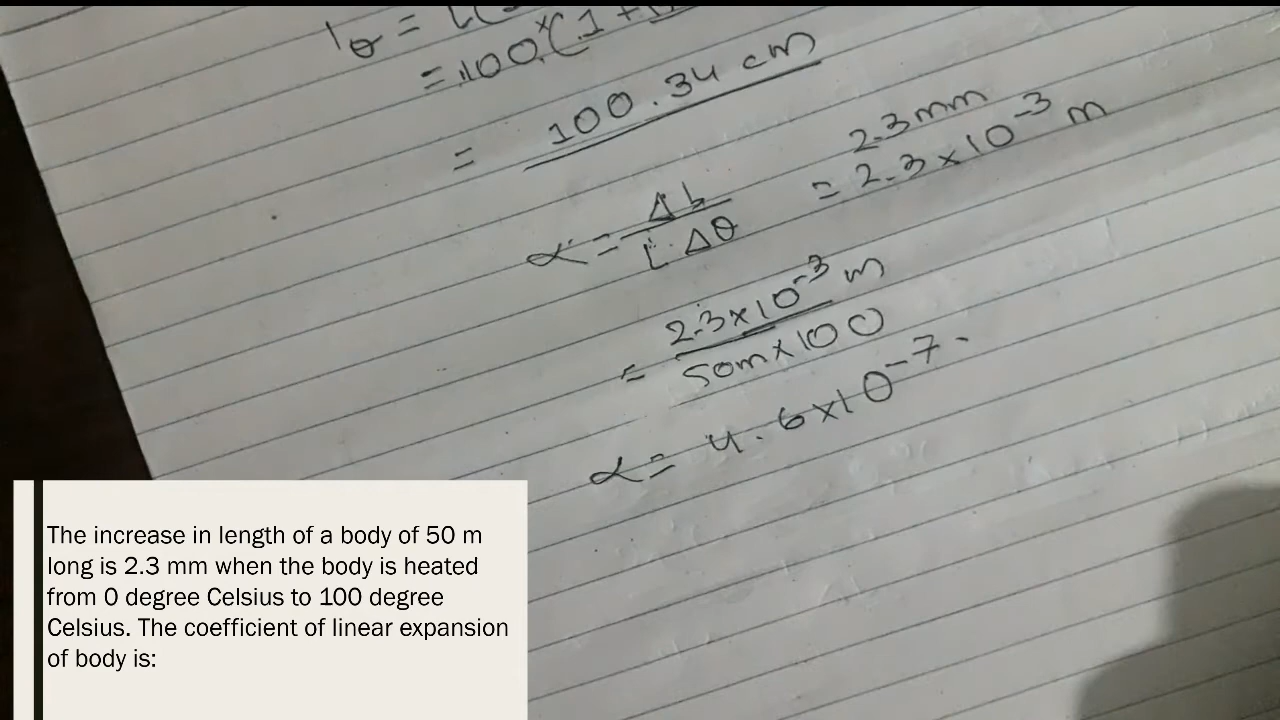 lθ =
= 100 × (1 +
= 100.34 cm
2.3 mm
= 2.3 × 10⁻³ m
α = ΔL / L Δθ
= 2.3 × 10⁻³ m / 50m × 100
α = 4.6 × 10⁻⁷.
The increase in length of a body of 50 m
long is 2.3 mm when the body is heated
from 0 degree Celsius to 100 degree
Celsius. The coefficient of linear expansion
of body is: